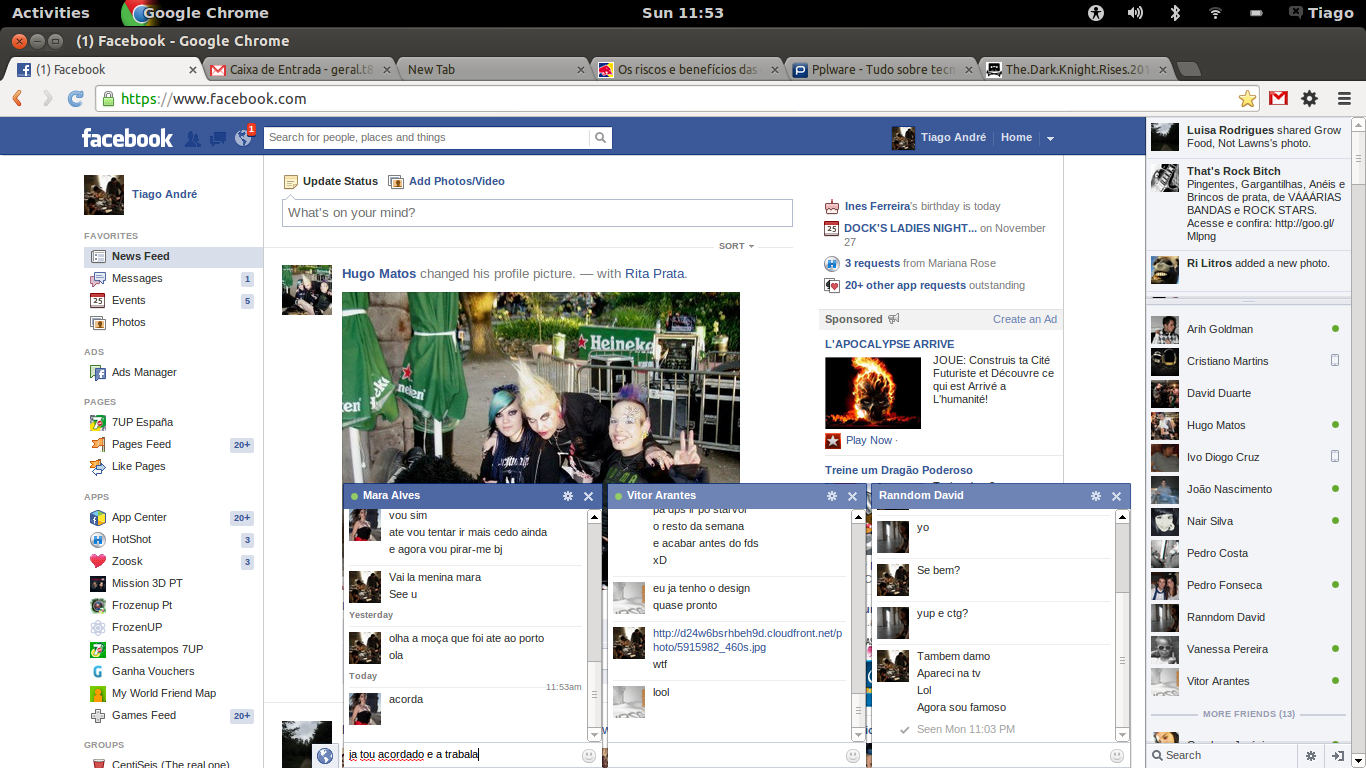 Activities
Google Chrome
Sun 11:53
Tiago
(1) Facebook - Google Chrome
(1) Facebook
Caixa de Entrada - geral.t8
New Tab
Os riscos e benefícios das
Pplware - Tudo sobre tecn
The.Dark.Knight.Rises.201
https://www.facebook.com
facebook
1
Search for people, places and things
Tiago André
Home
Tiago André
FAVORITES
News Feed
Messages 1
Events 5
Photos
ADS
Ads Manager
PAGES
7UP España
Pages Feed 20+
Like Pages
APPS
App Center 20+
HotShot 3
Zoosk 3
Mission 3D PT
Frozenup Pt
FrozenUP
Passatempos 7UP
Ganha Vouchers
My World Friend Map
Games Feed 20+
GROUPS
CentiSeis (The real one)
Update Status
Add Photos/Video
What's on your mind?
SORT
Hugo Matos changed his profile picture. — with Rita Prata.
Heineken
Ines Ferreira's birthday is today
DOCK'S LADIES NIGHT... on November
27
3 requests from Mariana Rose
20+ other app requests outstanding
Sponsored
Create an Ad
L'APOCALYPSE ARRIVE
JOUE: Construis ta Cité
Futuriste et Découvre ce
qui est Arrivé a
L'humanité!
Play Now ·
Treine um Dragão Poderoso
Mara Alves
vou sim
ate vou tentar ir mais cedo ainda
e agora vou pirar-me bj
Vai la menina mara
See u
Yesterday
olha a moça que foi ate ao porto
ola
Today
11:53am
acorda
ja tou acordado e a trabala
Vitor Arantes
pa ups ir po starvoi
o resto da semana
e acabar antes do fds
xD
eu ja tenho o design
quase pronto
http://d24w6bsrhbeh9d.cloudfront.net/p
hoto/5915982_460s.jpg
wtf
lool
Ranndom David
yo
Se bem?
yup e ctg?
Tambem damo
Apareci na tv
Lol
Agora sou famoso
Seen Mon 11:03 PM
Luisa Rodrigues shared Grow
Food, Not Lawns's photo.
That's Rock Bitch
Pingentes, Gargantilhas, Anéis e
Brincos de prata, de VÁÁÁRIAS
BANDAS e ROCK STARS.
Acesse e confira: http://goo.gl/
Mlpng
Ri Litros added a new photo.
Arih Goldman
Cristiano Martins
David Duarte
Hugo Matos
Ivo Diogo Cruz
João Nascimento
Nair Silva
Pedro Costa
Pedro Fonseca
Ranndom David
Vanessa Pereira
Vitor Arantes
MORE FRIENDS (13)
Search